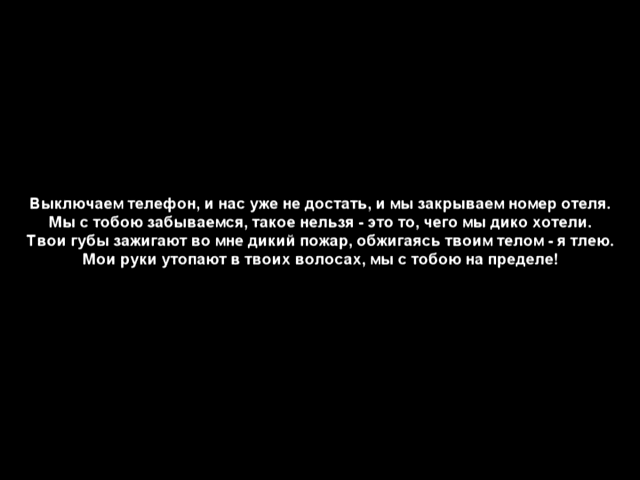 Выключаем телефон, и нас уже не достать, и мы закрываем номер отеля.
Мы с тобою забываемся, такое нельзя - это то, чего мы дико хотели.
Твои губы зажигают во мне дикий пожар, обжигаясь твоим телом - я тлею.
Мои руки утопают в твоих волосах, мы с тобою на пределе!